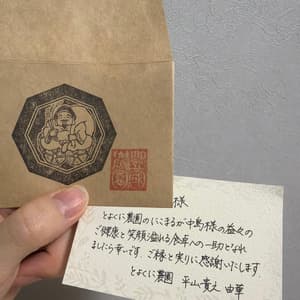 様
とよくに農園のにこまるが中島様の益々の
ご健康と笑顔溢れる食卓への一助となれ
ましたら幸いです。ご縁と実りに感謝いたします
とよくに農園 平山貴之 由華